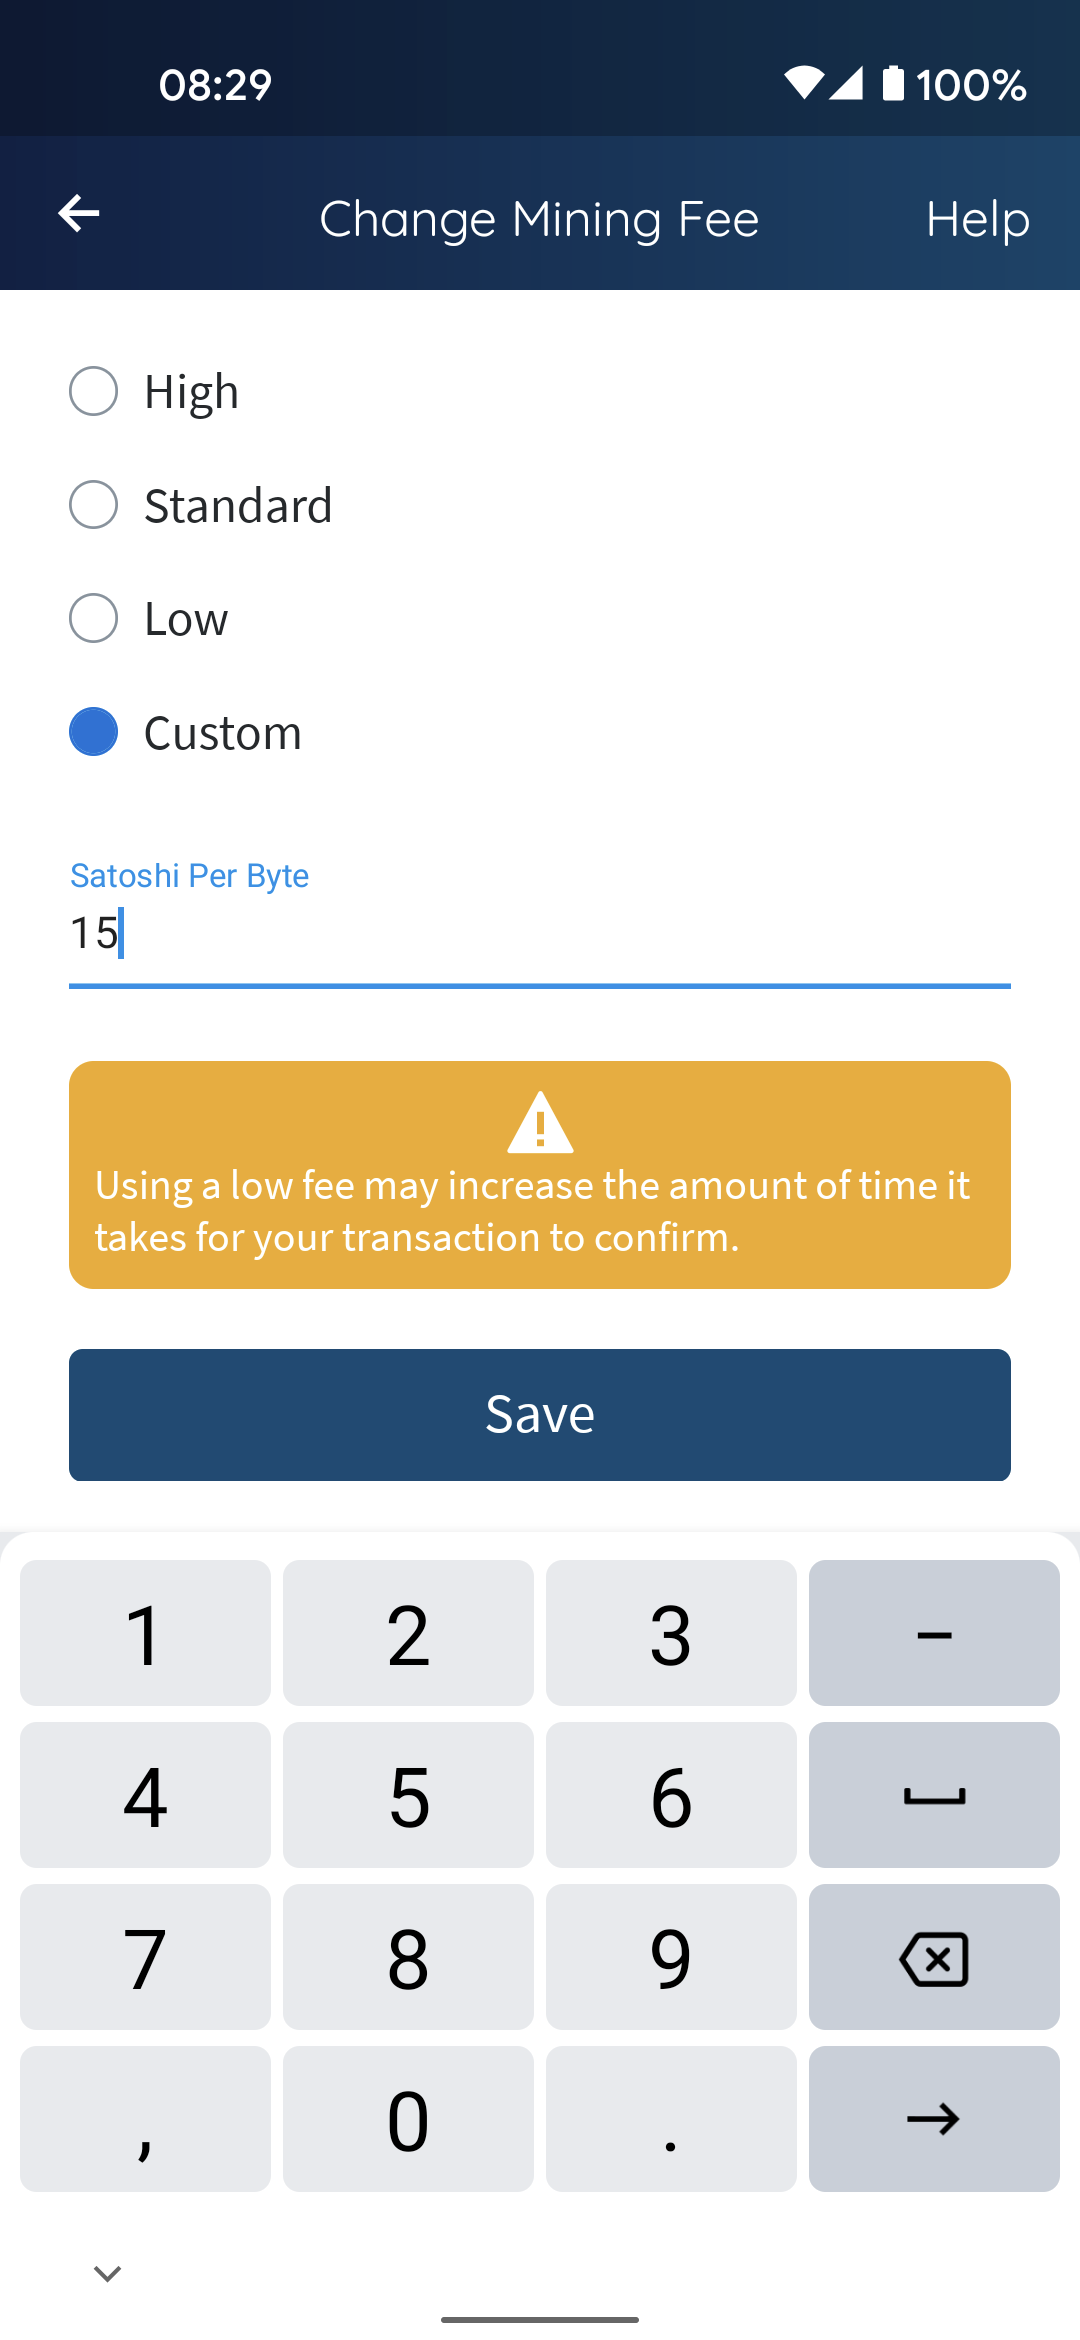 08:29
100%
Change Mining Fee
Help
High
Standard
Low
Custom
Satoshi Per Byte
15
Using a low fee may increase the amount of time it
takes for your transaction to confirm.
Save
1 2 3 –
4 5 6
7 8 9
, 0 .